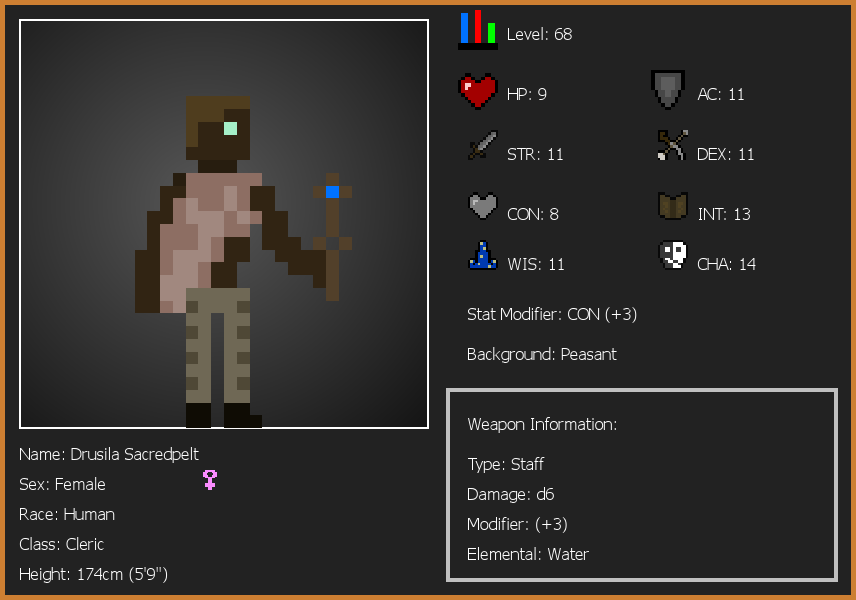 Level: 68
HP: 9
AC: 11
STR: 11
DEX: 11
CON: 8
INT: 13
WIS: 11
CHA: 14
Stat Modifier: CON (+3)
Background: Peasant
Weapon Information:
Type: Staff
Damage: d6
Modifier: (+3)
Elemental: Water
Name: Drusila Sacredpelt
Sex: Female
Race: Human
Class: Cleric
Height: 174cm (5'9")